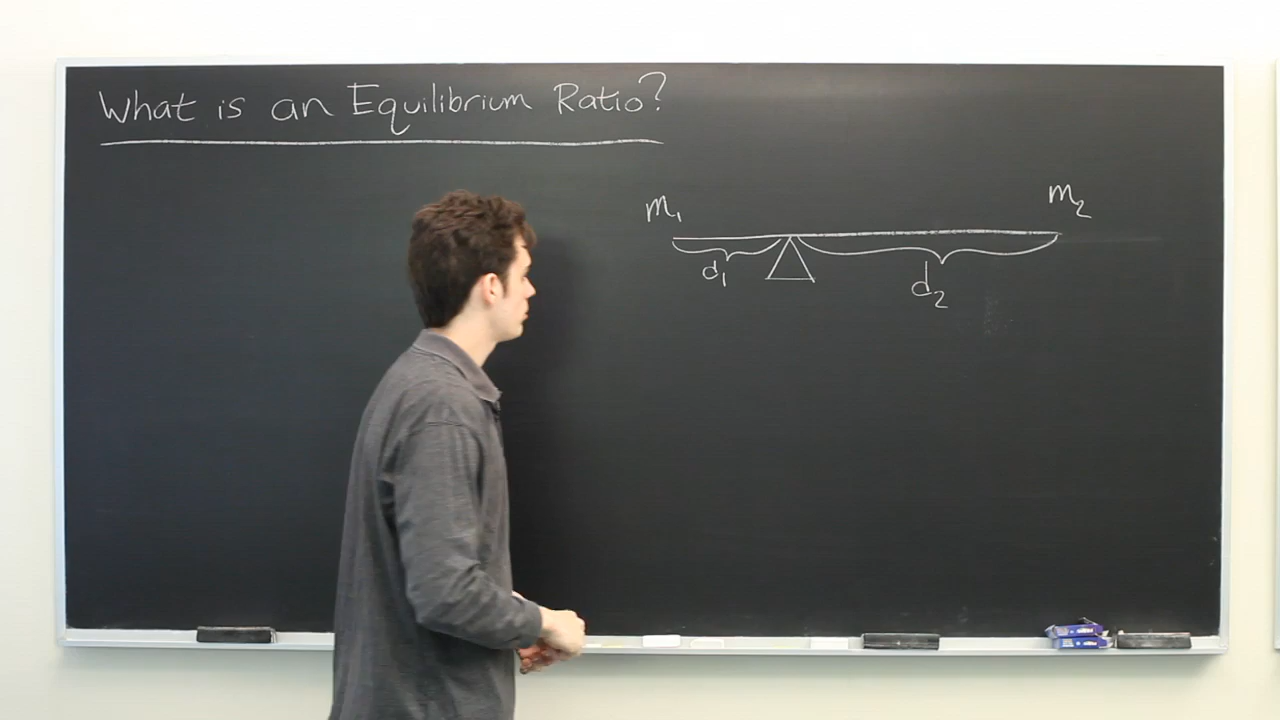 What is an Equilibrium Ratio?
m₁
m₂
d₁
d₂